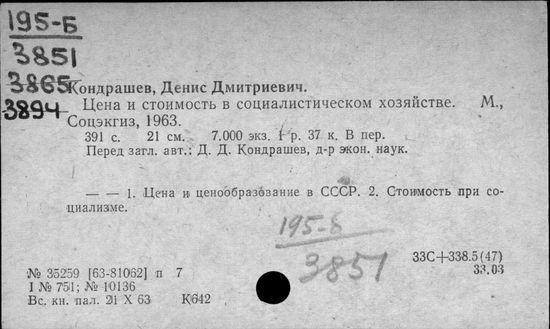 195-Б
3851
3865
3894
Кондрашев, Денис Дмитриевич.
Цена и стоимость в социалистическом хозяйстве. М.,
Соцэкгиз, 1963.
391 с. 21 см. 7,000 экз. 1 р. 37 к. В пер.
Перед загл. авт.: Д. Д. Кондрашев, д-р экон. наук.
— — 1. Цена и ценообразование в СССР. 2. Стоимость при со-
циализме.
195-Б
3851
33С+338.5(47)
33.03
№ 35259 [63-81062] п 7
1 № 751; № 10136
Вс. кн. пал. 21 X 63 К642